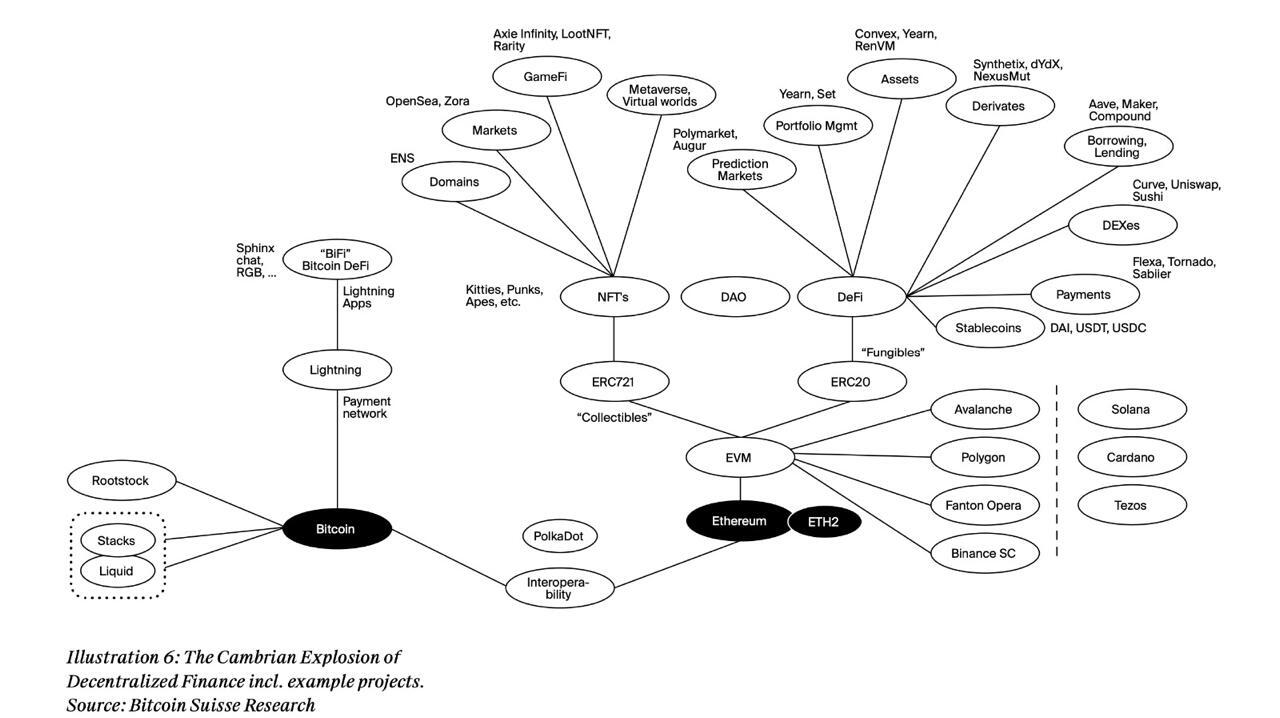 Axie Infinity, LootNFT,
Rarity
GameFi
Metaverse,
Virtual worlds
OpenSea, Zora
Markets
ENS
Domains
Convex, Yearn,
RenVM
Assets
Synthetix, dYdX,
NexusMut
Derivates
Yearn, Set
Portfolio Mgmt
Polymarket,
Augur
Prediction
Markets
Aave, Maker,
Compound
Borrowing,
Lending
Curve, Uniswap,
Sushi
DEXes
Flexa, Tornado,
Sabiier
Payments
Stablecoins
DAI, USDT, USDC
Sphinx
chat,
RGB, ...
“BiFi”
Bitcoin DeFi
Lightning
Apps
Kitties, Punks,
Apes, etc.
NFT's
DAO
DeFi
“Fungibles”
Lightning
Payment
network
ERC721
“Collectibles”
ERC20
EVM
Avalanche
Polygon
Fanton Opera
Binance SC
Solana
Cardano
Tezos
Rootstock
Stacks
Liquid
Bitcoin
PolkaDot
Interopera-
bility
Ethereum
ETH2
Illustration 6: The Cambrian Explosion of
Decentralized Finance incl. example projects.
Source: Bitcoin Suisse Research